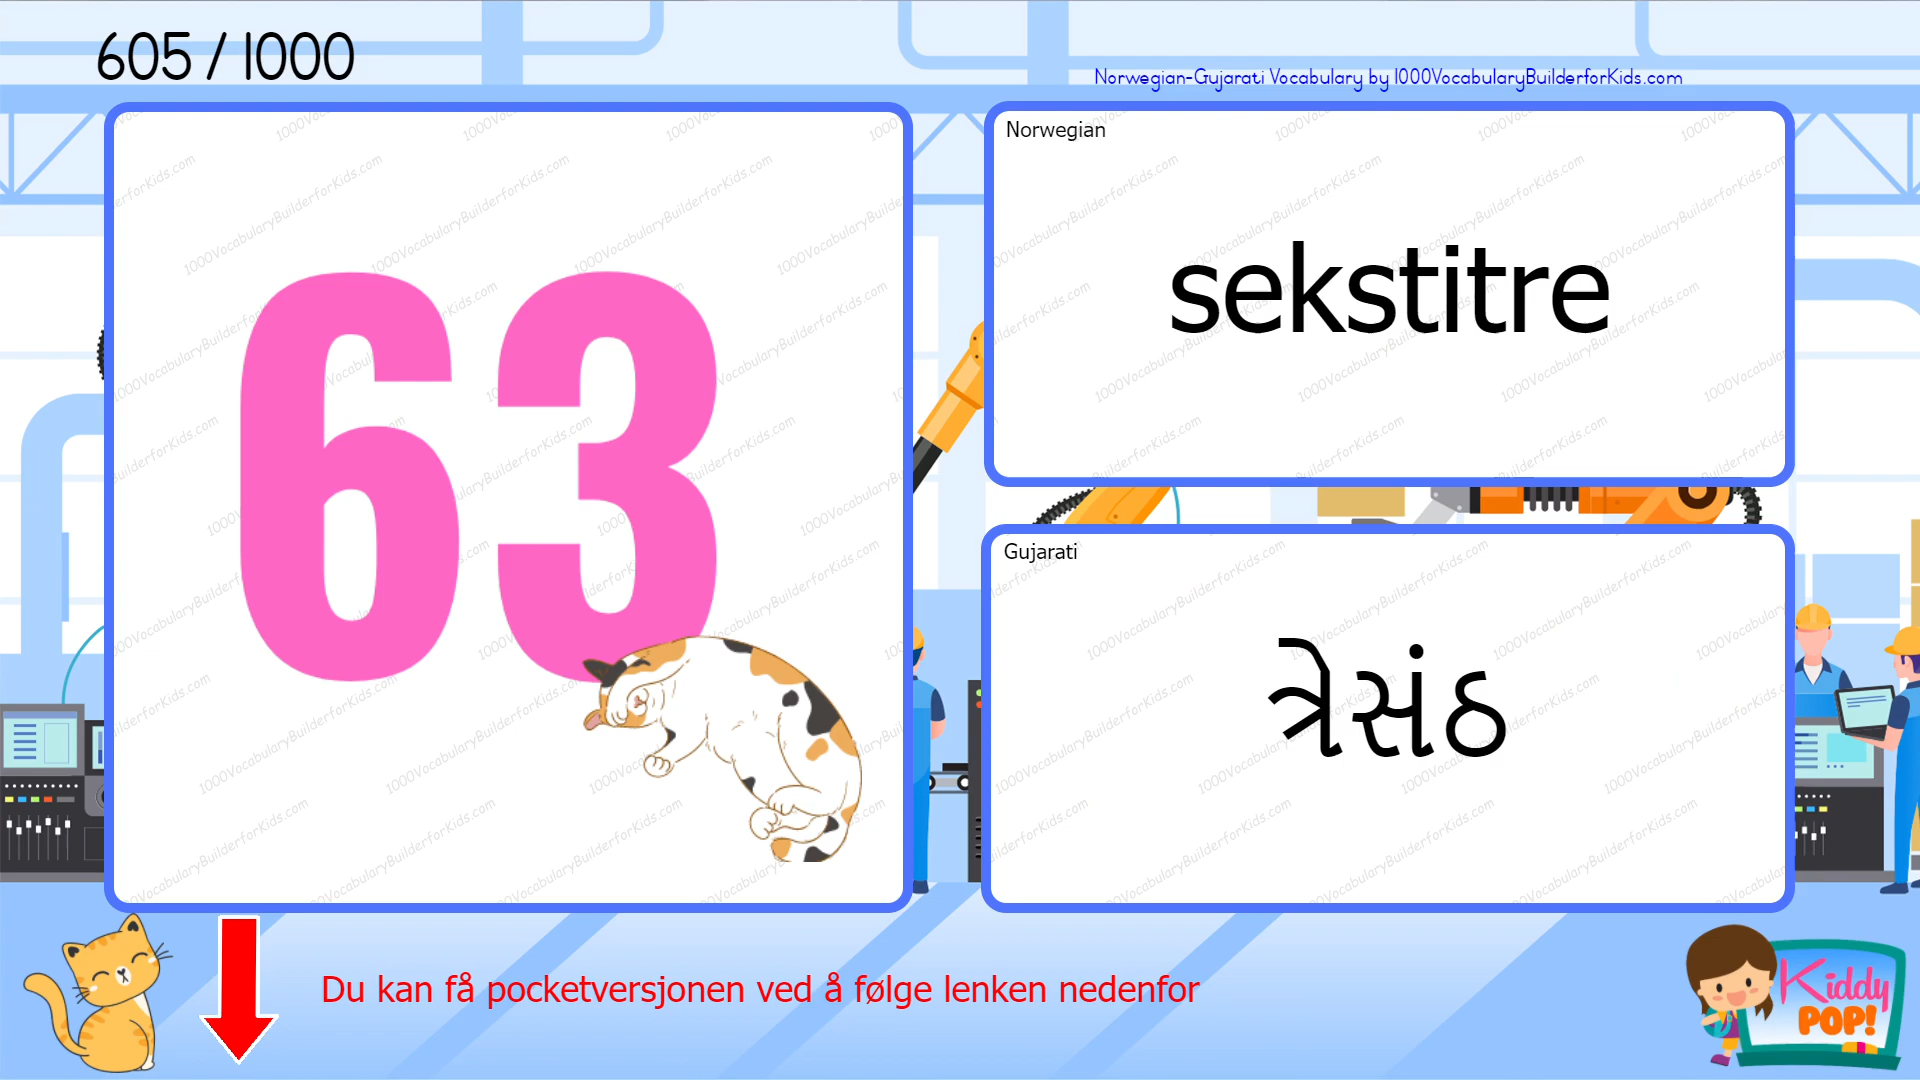 605 / 1000
Norwegian-Gujarati Vocabulary by 1000VocabularyBuilderforKids.com
63
Norwegian
sekstitre
Gujarati
ત્રેસંઠ
Du kan få pocketversjonen ved å følge lenken nedenfor
Kiddy
POP!